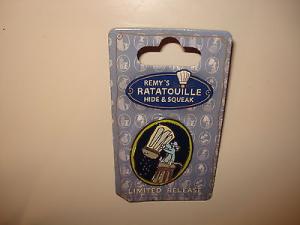 REMY'S
RATATOUILLE
HIDE & SQUEAK
LIMITED RELEASE